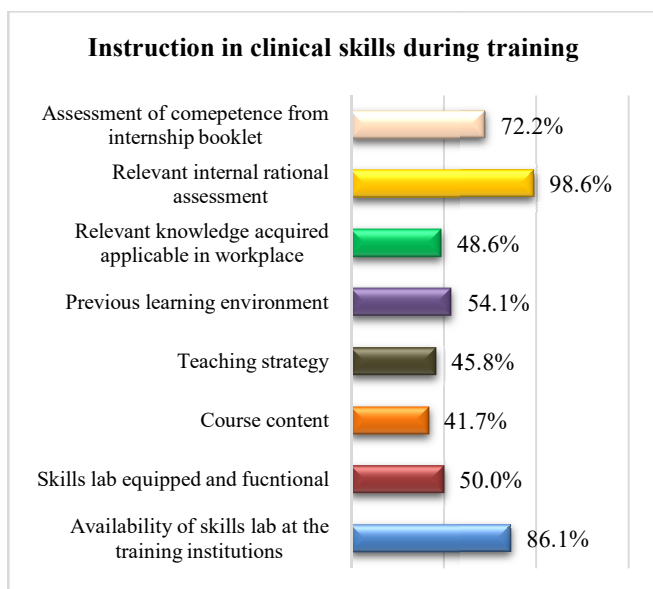 Instruction in clinical skills during training
Assessment of comepetence from
internship booklet
72.2%
Relevant internal rational
assessment
98.6%
Relevant knowledge acquired
applicable in workplace
48.6%
Previous learning environment
54.1%
Teaching strategy
45.8%
Course content
41.7%
Skills lab equipped and fucntional
50.0%
Availability of skills lab at the
training institutions
86.1%